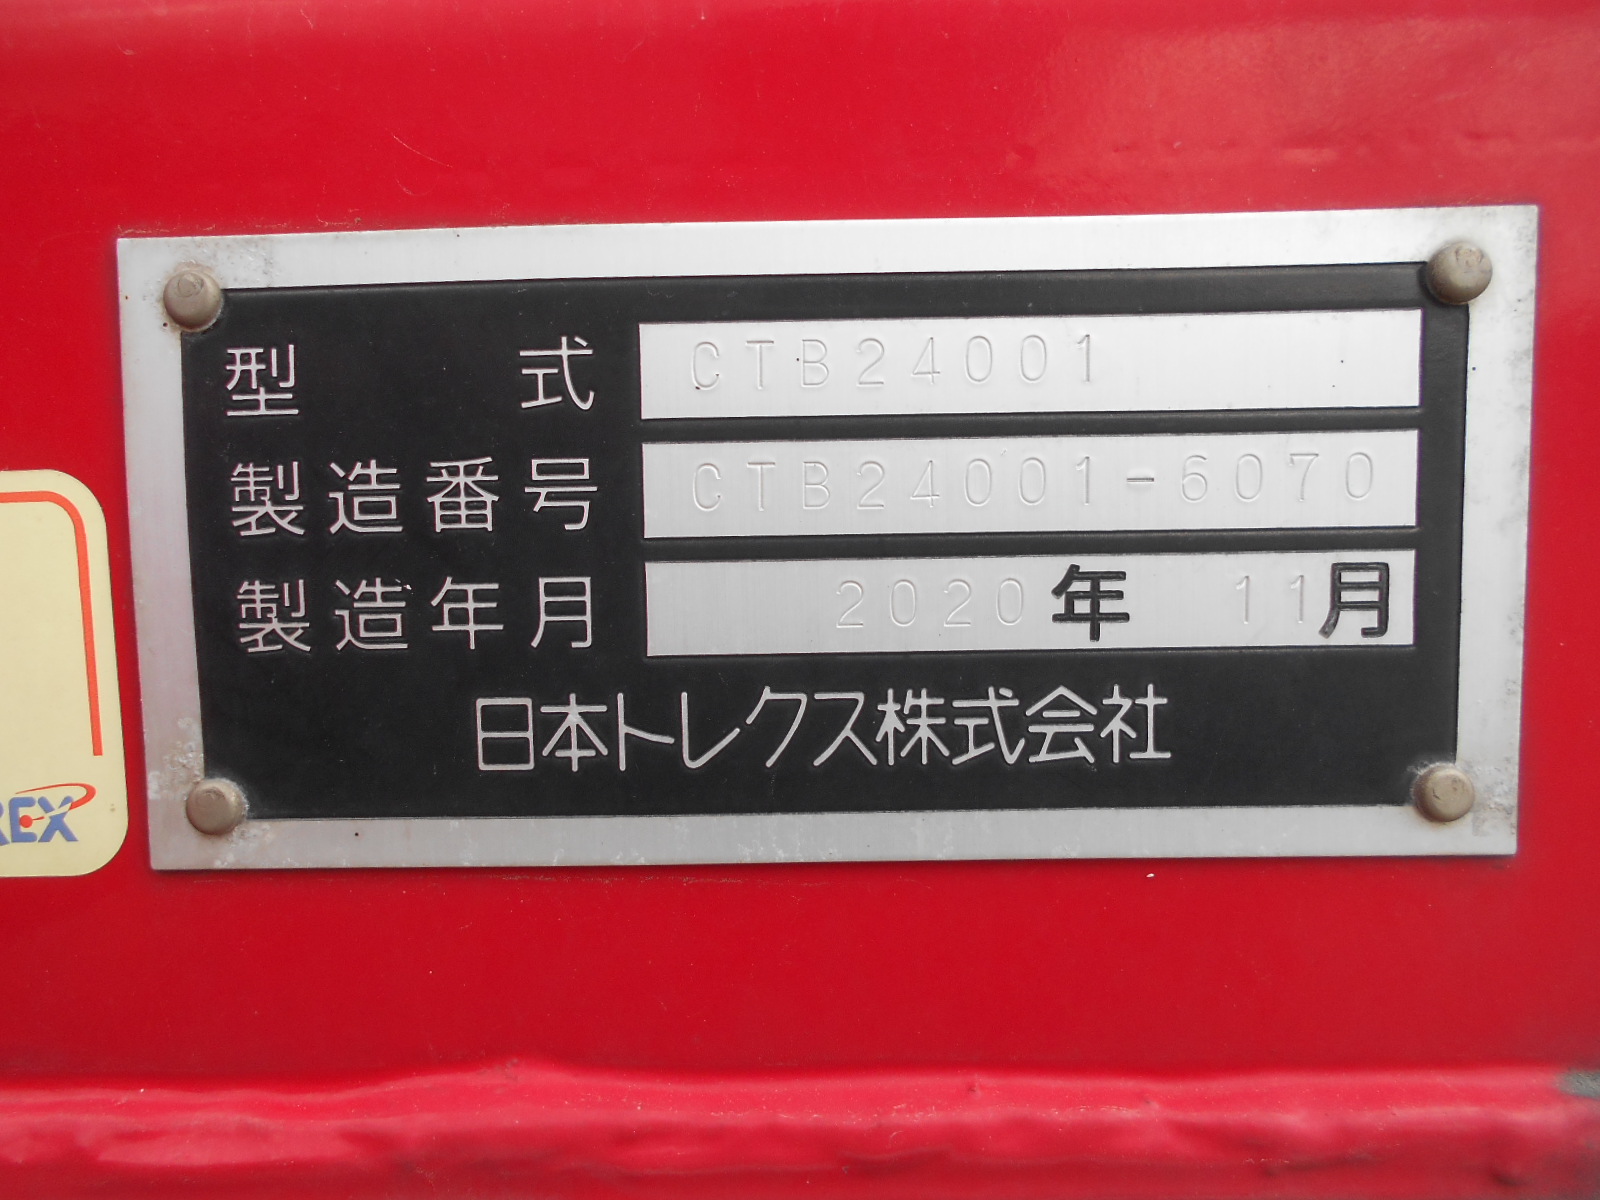 型式 CTB24001
製造番号 CTB24001-6070
製造年月 2020年 11月
日本トレクス株式会社
REX